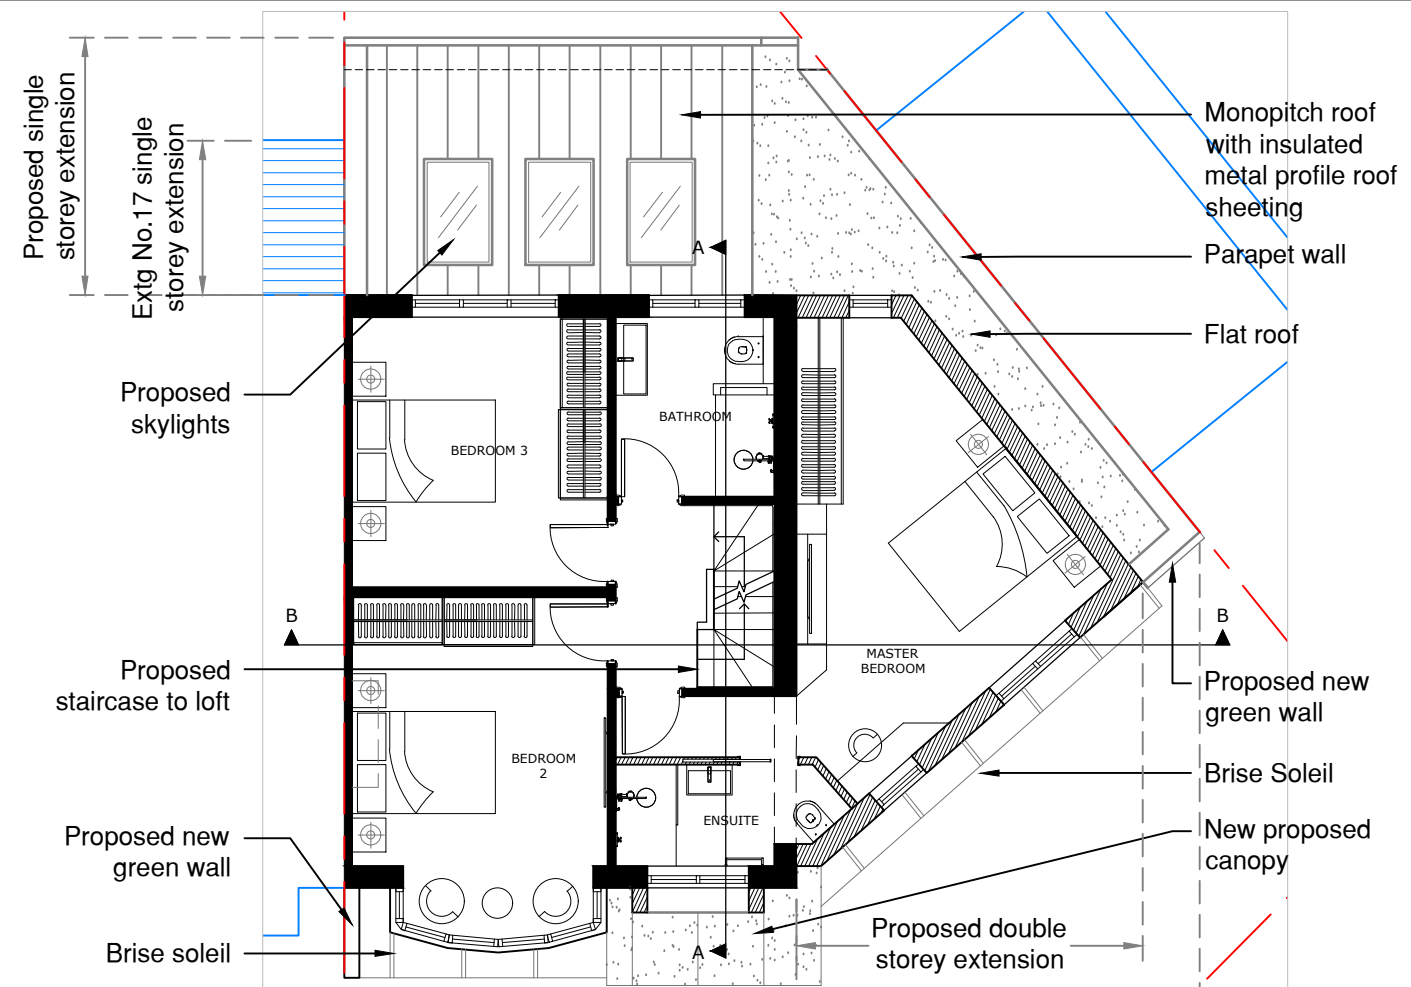 Proposed single
storey extension
Extg No.17 single
storey extension
Monopitch roof
with insulated
metal profile roof
sheeting
Parapet wall
Flat roof
A
Proposed
skylights
BATHROOM
BEDROOM 3
B
B
MASTER
BEDROOM
Proposed
staircase to loft
Proposed new
green wall
BEDROOM
2
Brise Soleil
ENSUITE
Proposed new
green wall
New proposed
canopy
Brise soleil
A
Proposed double
storey extension